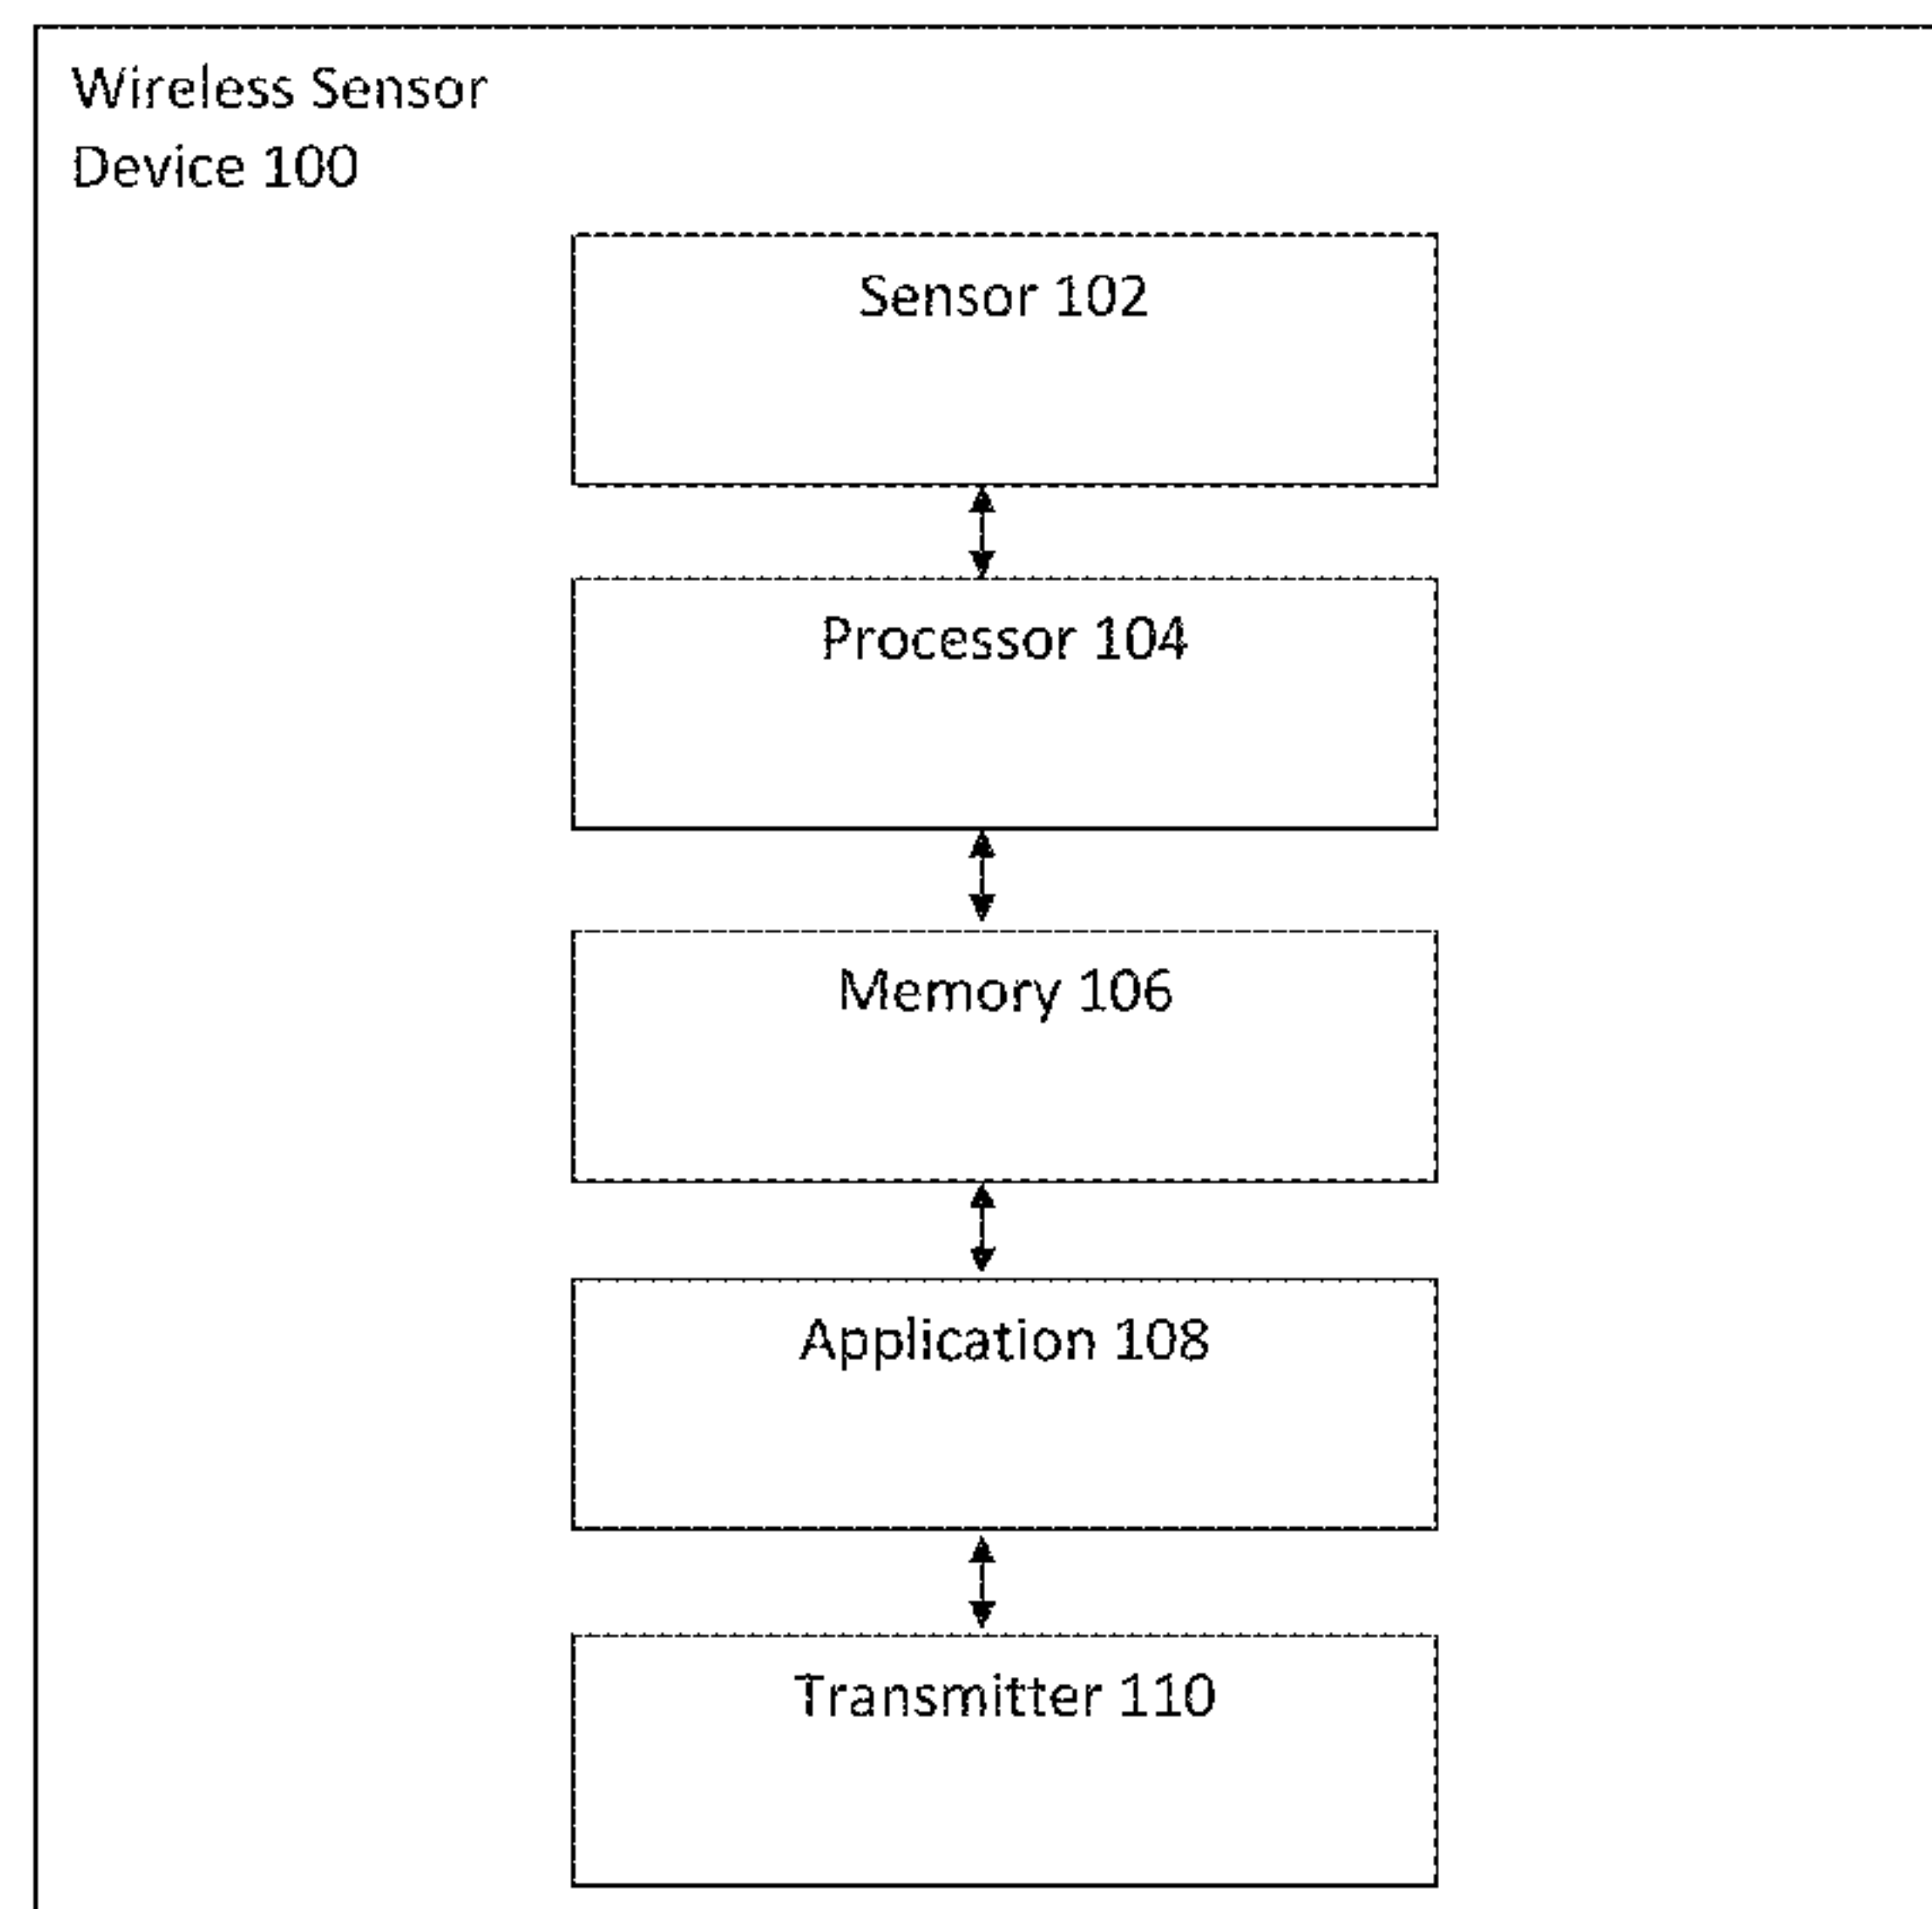 Wireless Sensor
Device 100
Sensor 102
Processor 104
Memory 106
Application 108
Transmitter 110